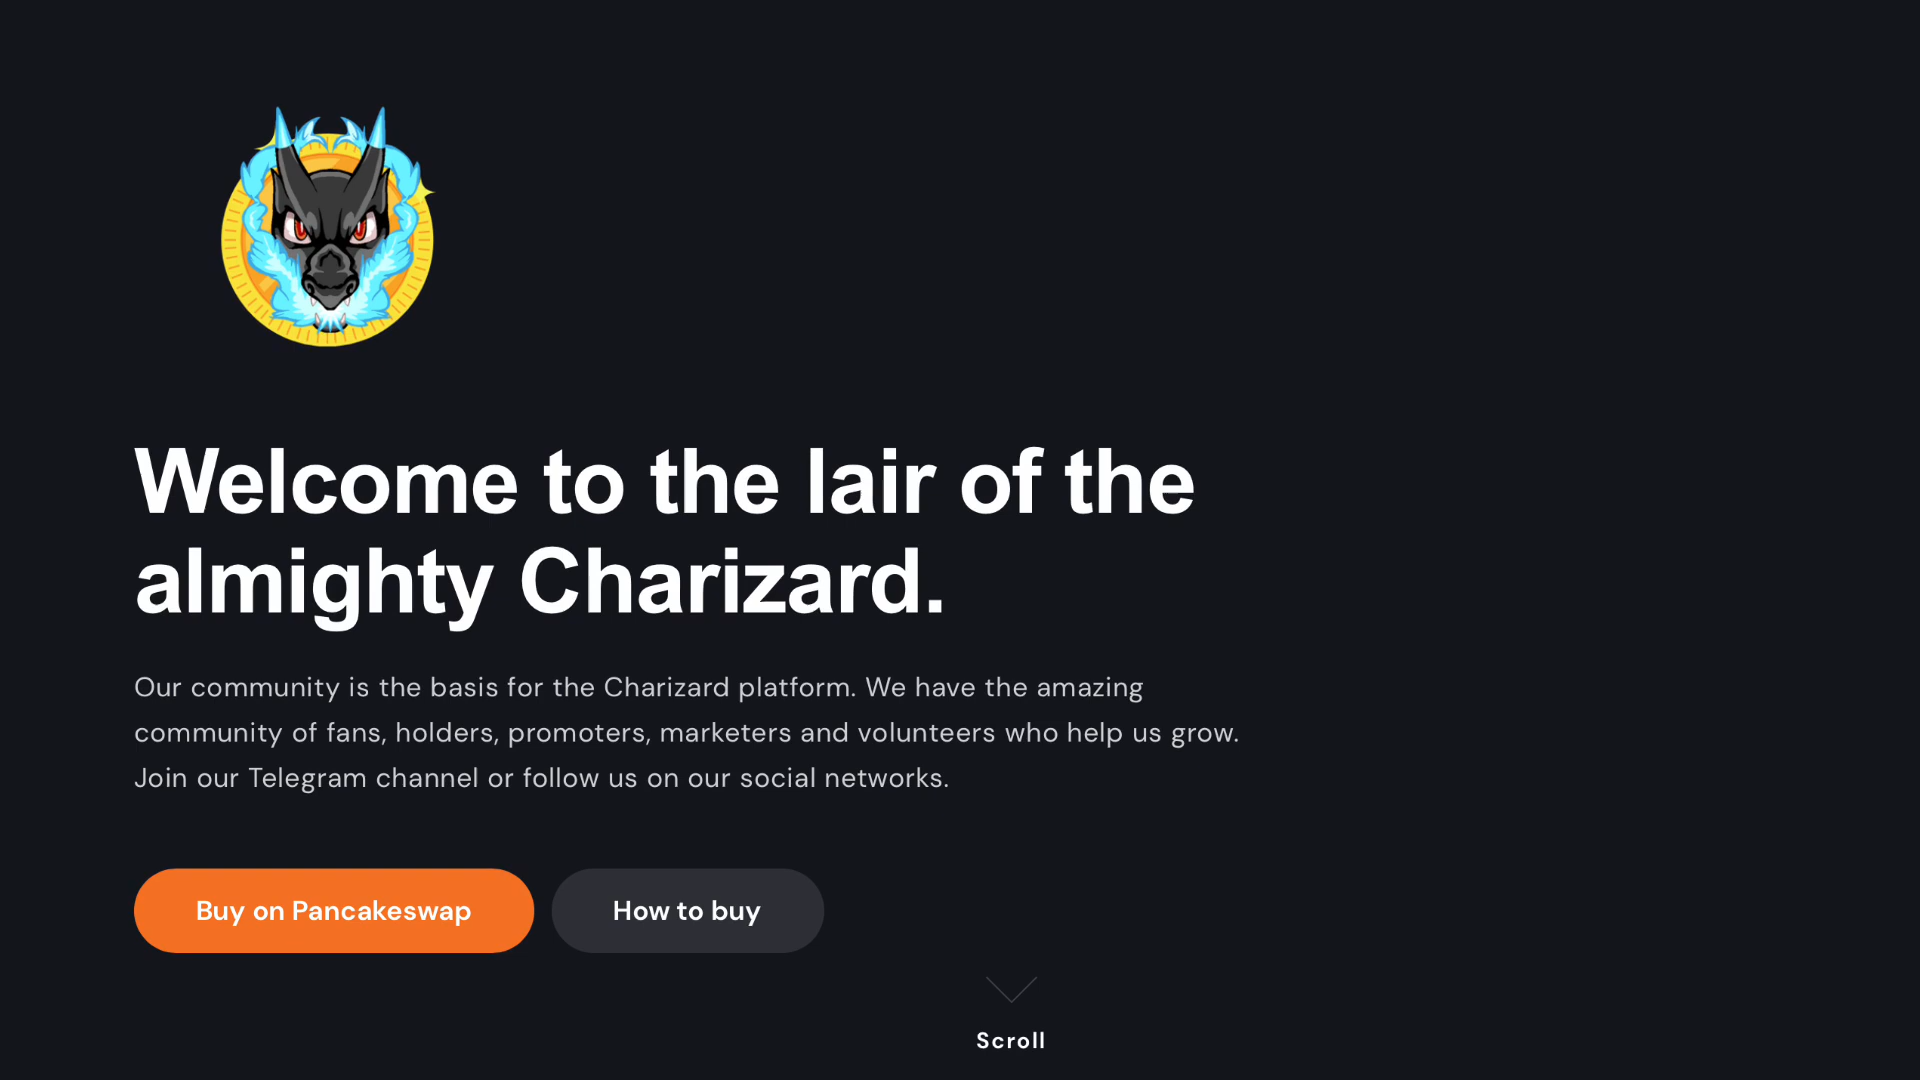 Welcome to the lair of the
almighty Charizard.
Our community is the basis for the Charizard platform. We have the amazing
community of fans, holders, promoters, marketers and volunteers who help us grow.
Join our Telegram channel or follow us on our social networks.
Buy on Pancakeswap
How to buy
Scroll